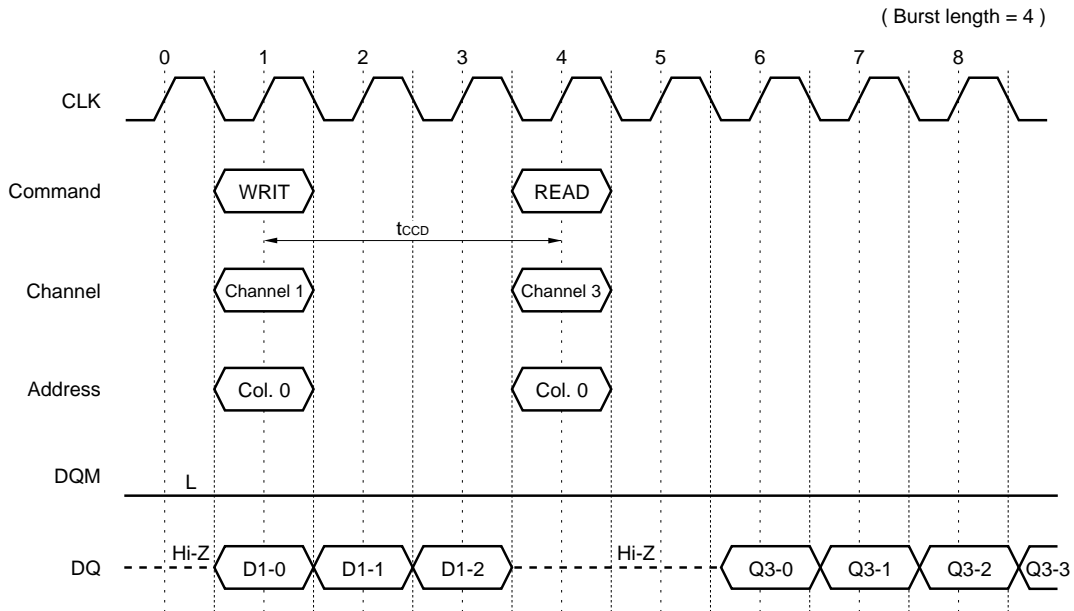 ( Burst length = 4 )
0 1 2 3 4 5 6 7 8
CLK
Command WRIT READ
tCCD
Channel Channel 1 Channel 3
Address Col. 0 Col. 0
DQM L
DQ Hi-Z D1-0 D1-1 D1-2 Hi-Z Q3-0 Q3-1 Q3-2 Q3-3